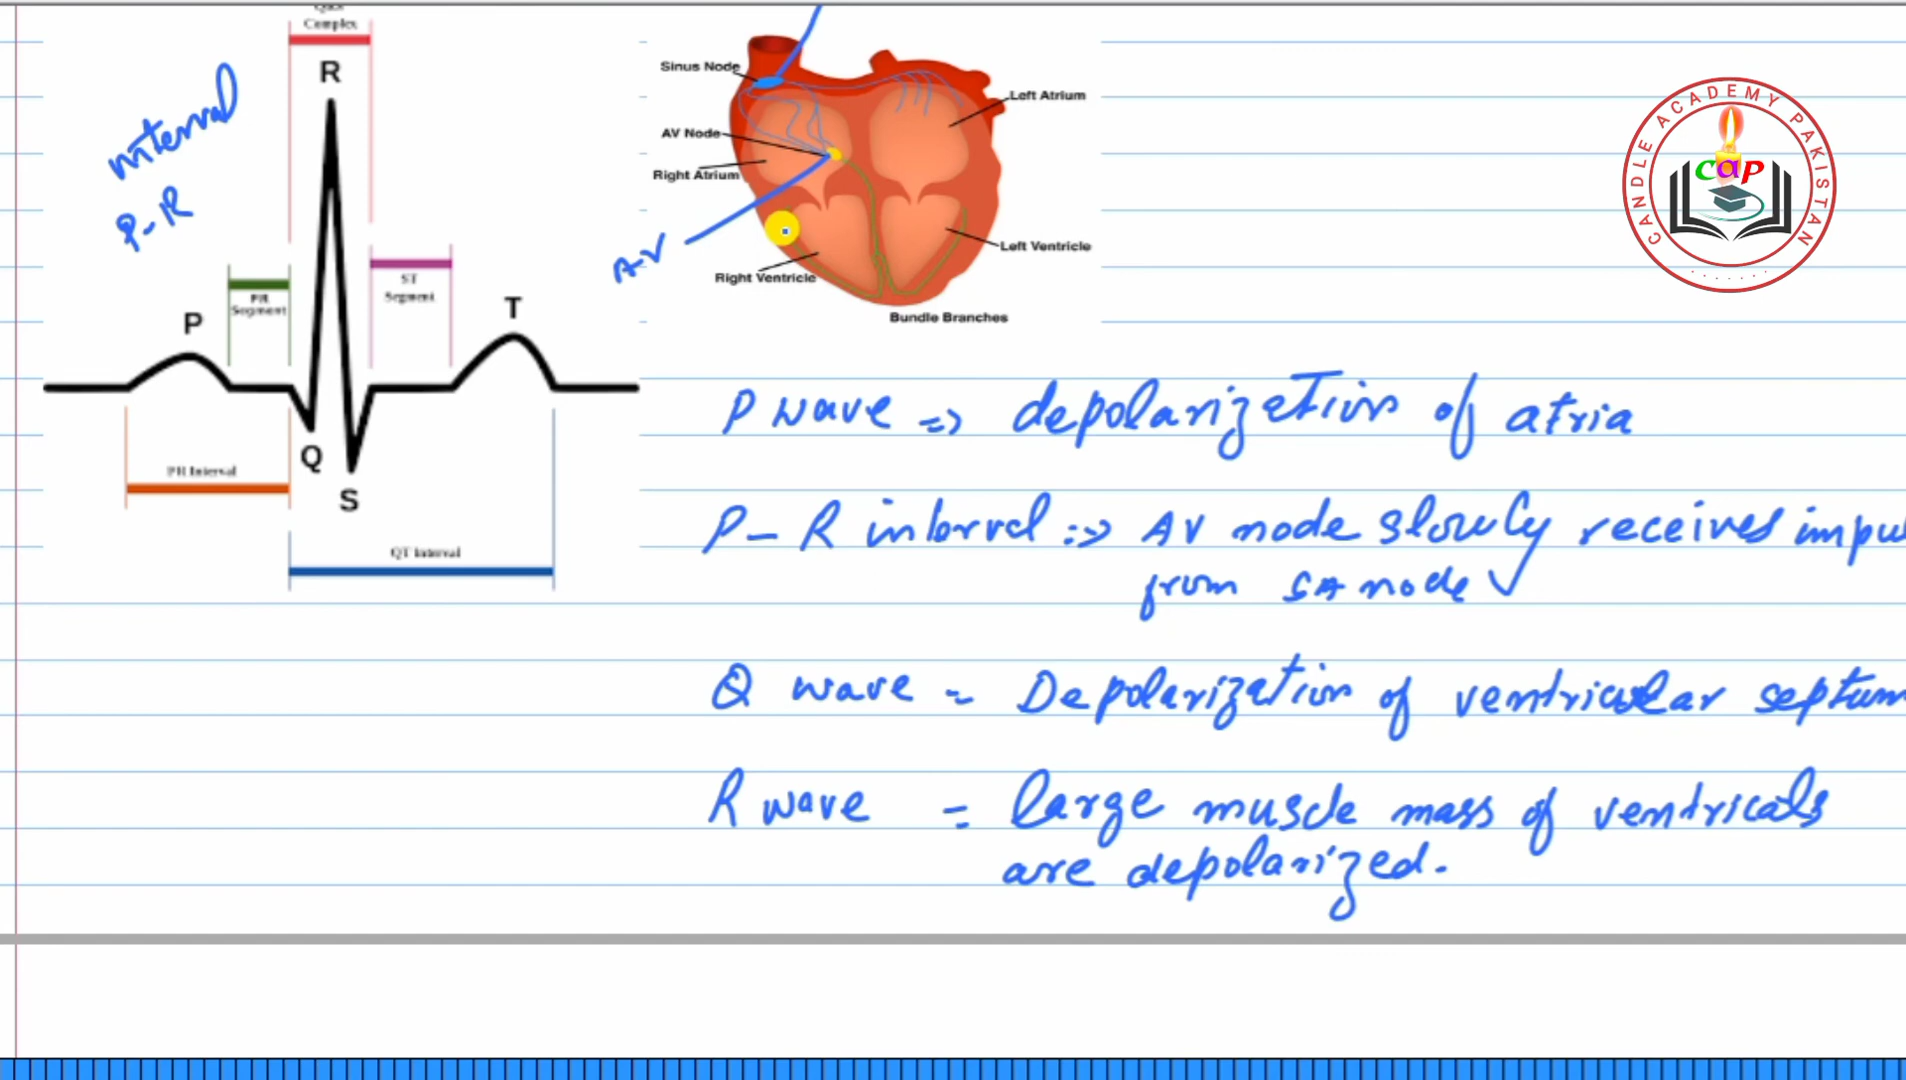 Complex
R
interval
P-R
PR
Segment
ST
Segment
P
T
Q
S
PR Interval
QT Interval
Sinus Node
AV Node
Right Atrium
Left Atrium
Left Ventricle
Right Ventricle
Bundle Branches
AV
CANDLE ACADEMY PAKISTAN
CAP
P wave => depolarization of atria
P-R interval => AV node slowly receives impu
from SA node ✓
Q wave = Depolarization of ventricular septum
R wave = large muscle mass of ventricals
are depolarized.